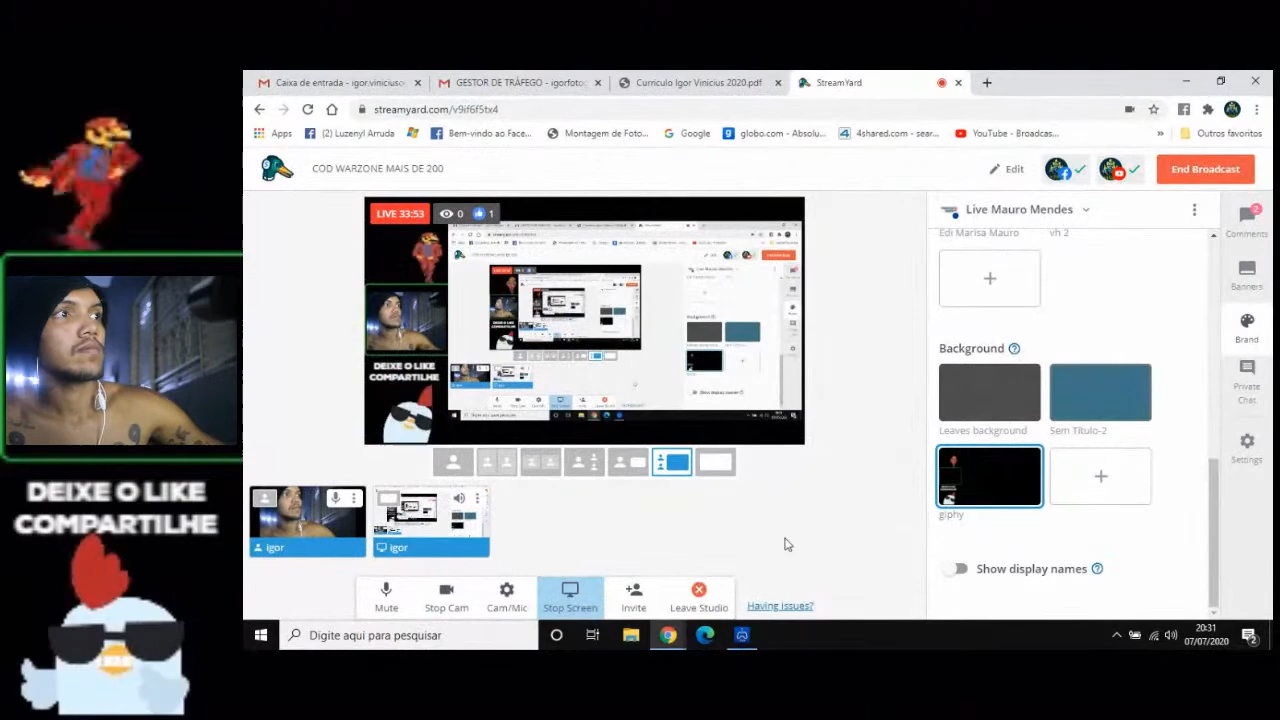 Caixa de entrada - igor.vinicius
GESTOR DE TRÁFEGO - igorfoto
Curriculo Igor Vinicius 2020.pdf
StreamYard
streamyard.com/v9if6f5tx4
Apps
(2) Luzenyl Arruda
Bem-vindo ao Face...
Montagem de Foto...
Google
globo.com - Absolu...
4shared.com - sear...
YouTube - Broadcas...
»
Outros favoritos
COD WARZONE MAIS DE 200
Edit
End Broadcast
LIVE 33:53
0
1
Live Mauro Mendes
2
Comments
Edi Marisa Mauro
vh 2
Banners
Brand
Background
Private
Chat
Leaves background
Sem Título-2
Settings
giphy
DEIXE O LIKE
COMPARTILHE
DEIXE O LIKE
COMPARTILHE
igor
igor
Show display names
Mute
Stop Cam
Cam/Mic
Stop Screen
Invite
Leave Studio
Having issues?
Digite aqui para pesquisar
20:31
07/07/2020
2